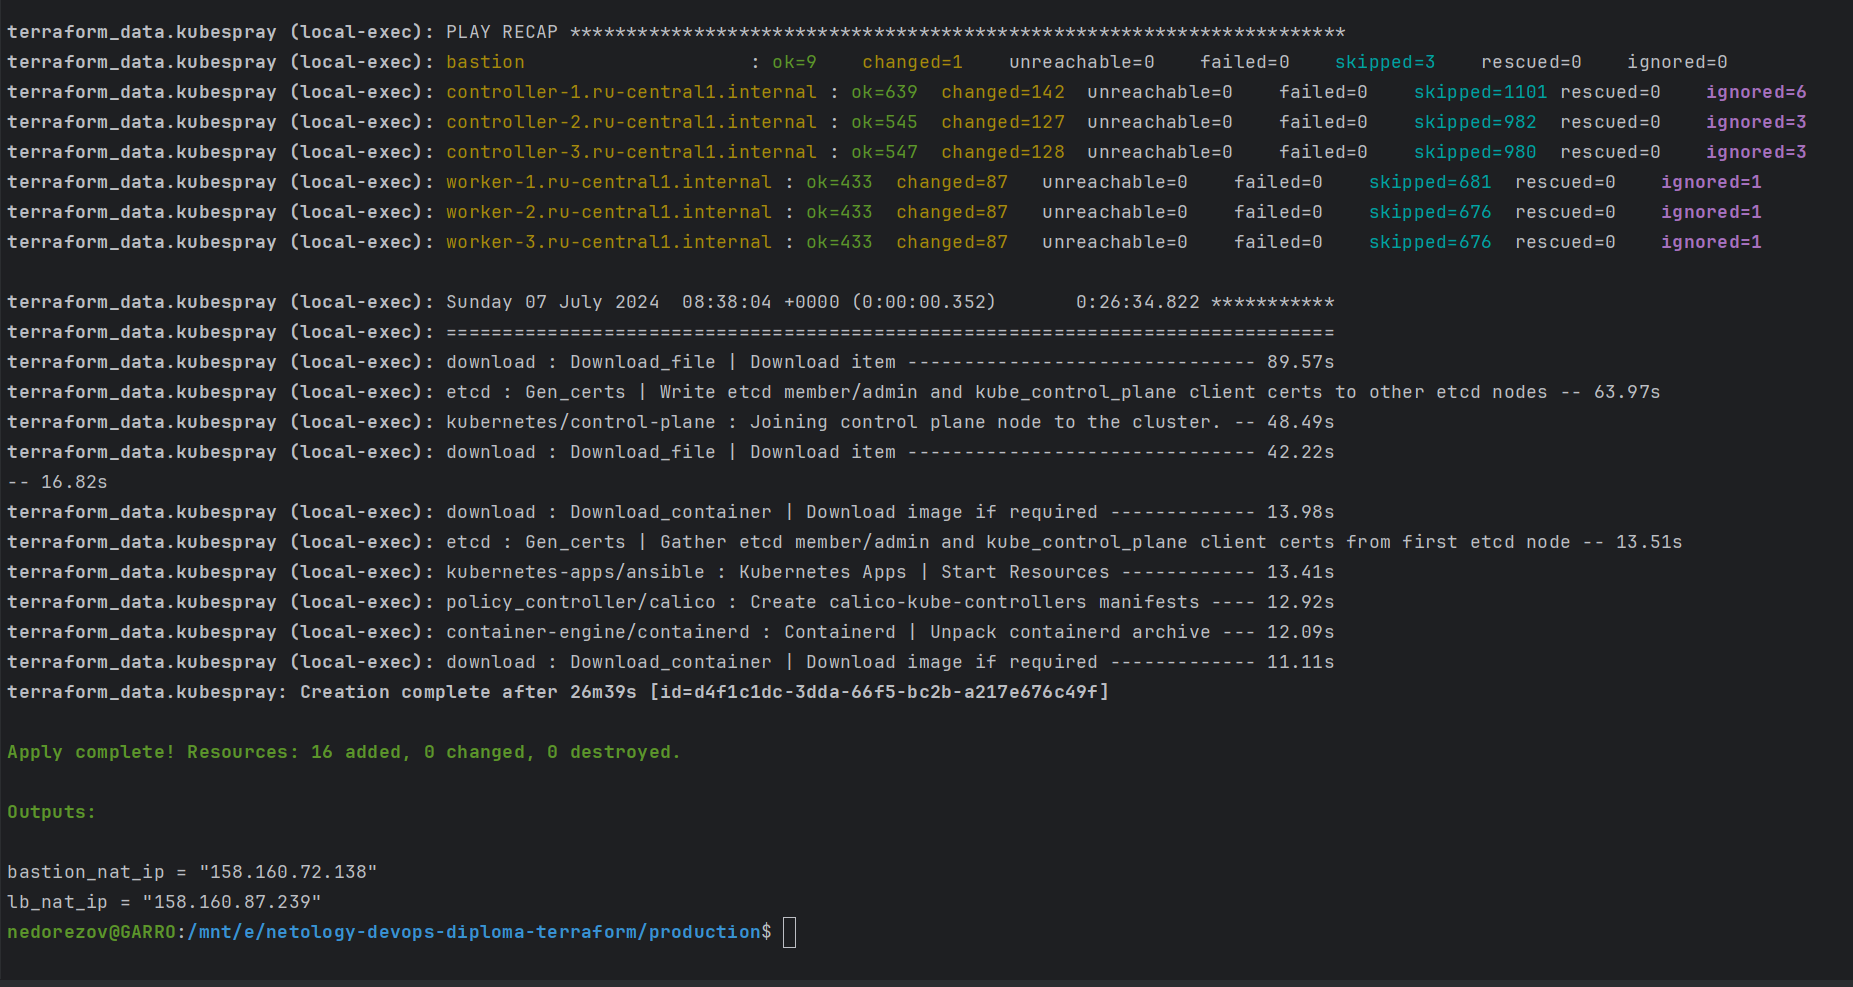 terraform_data.kubespray (local-exec): PLAY RECAP *********************************************************************
terraform_data.kubespray (local-exec): bastion                    : ok=9    changed=1    unreachable=0    failed=0    skipped=3    rescued=0    ignored=0
terraform_data.kubespray (local-exec): controller-1.ru-central1.internal : ok=639  changed=142  unreachable=0    failed=0    skipped=1101 rescued=0    ignored=6
terraform_data.kubespray (local-exec): controller-2.ru-central1.internal : ok=545  changed=127  unreachable=0    failed=0    skipped=982  rescued=0    ignored=3
terraform_data.kubespray (local-exec): controller-3.ru-central1.internal : ok=547  changed=128  unreachable=0    failed=0    skipped=980  rescued=0    ignored=3
terraform_data.kubespray (local-exec): worker-1.ru-central1.internal : ok=433  changed=87   unreachable=0    failed=0    skipped=681  rescued=0    ignored=1
terraform_data.kubespray (local-exec): worker-2.ru-central1.internal : ok=433  changed=87   unreachable=0    failed=0    skipped=676  rescued=0    ignored=1
terraform_data.kubespray (local-exec): worker-3.ru-central1.internal : ok=433  changed=87   unreachable=0    failed=0    skipped=676  rescued=0    ignored=1
terraform_data.kubespray (local-exec): Sunday 07 July 2024  08:38:04 +0000 (0:00:00.352)       0:26:34.822 ***********
terraform_data.kubespray (local-exec): ===============================================================================
terraform_data.kubespray (local-exec): download : Download_file | Download item ------------------------------- 89.57s
terraform_data.kubespray (local-exec): etcd : Gen_certs | Write etcd member/admin and kube_control_plane client certs to other etcd nodes -- 63.97s
terraform_data.kubespray (local-exec): kubernetes/control-plane : Joining control plane node to the cluster. -- 48.49s
terraform_data.kubespray (local-exec): download : Download_file | Download item ------------------------------- 42.22s
-- 16.82s
terraform_data.kubespray (local-exec): download : Download_container | Download image if required ------------- 13.98s
terraform_data.kubespray (local-exec): etcd : Gen_certs | Gather etcd member/admin and kube_control_plane client certs from first etcd node -- 13.51s
terraform_data.kubespray (local-exec): kubernetes-apps/ansible : Kubernetes Apps | Start Resources ------------ 13.41s
terraform_data.kubespray (local-exec): policy_controller/calico : Create calico-kube-controllers manifests ---- 12.92s
terraform_data.kubespray (local-exec): container-engine/containerd : Containerd | Unpack containerd archive --- 12.09s
terraform_data.kubespray (local-exec): download : Download_container | Download image if required ------------- 11.11s
terraform_data.kubespray: Creation complete after 26m39s [id=d4f1c1dc-3dda-66f5-bc2b-a217e676c49f]
Apply complete! Resources: 16 added, 0 changed, 0 destroyed.
Outputs:
bastion_nat_ip = "158.160.72.138"
lb_nat_ip = "158.160.87.239"
nedorezov@GARRO:/mnt/e/netology-devops-diploma-terraform/production$